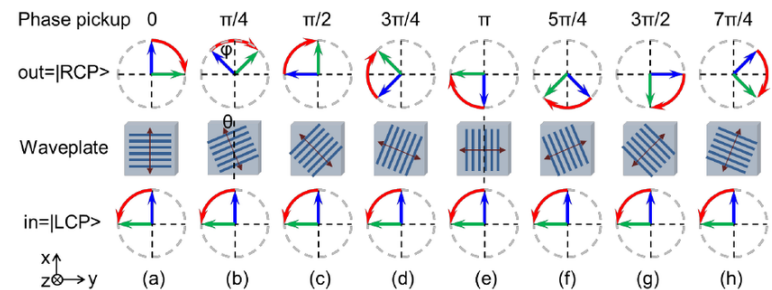 Phase pickup 0 π/4 π/2 3π/4 π 5π/4 3π/2 7π/4
φ
out=|RCP>
θ
Waveplate
in=|LCP>
x
z y (a) (b) (c) (d) (e) (f) (g) (h)